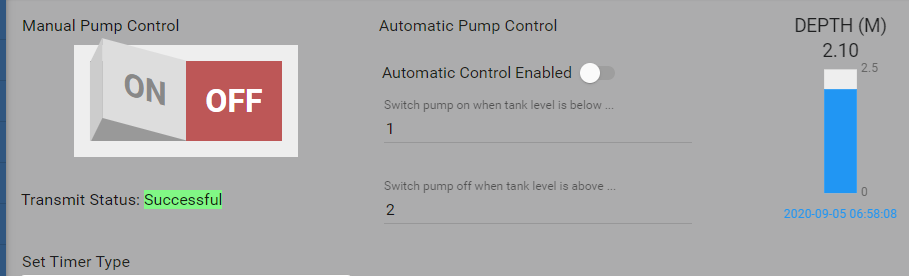 Manual Pump Control
ON
OFF
Transmit Status: Successful
Set Timer Type
Automatic Pump Control
Automatic Control Enabled
Switch pump on when tank level is below ...
1
Switch pump off when tank level is above ...
2
DEPTH (M)
2.10
2.5
0
2020-09-05 06:58:08